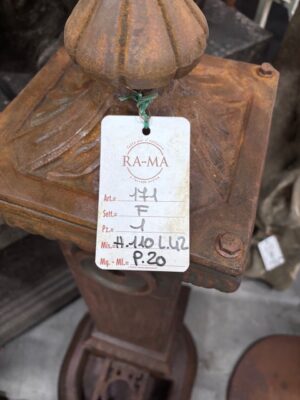 RA-MA
Art.= 171
Sett.= F
Pz.= 1
Mis.= H.110 L.42
Mq. - Ml.= P.20